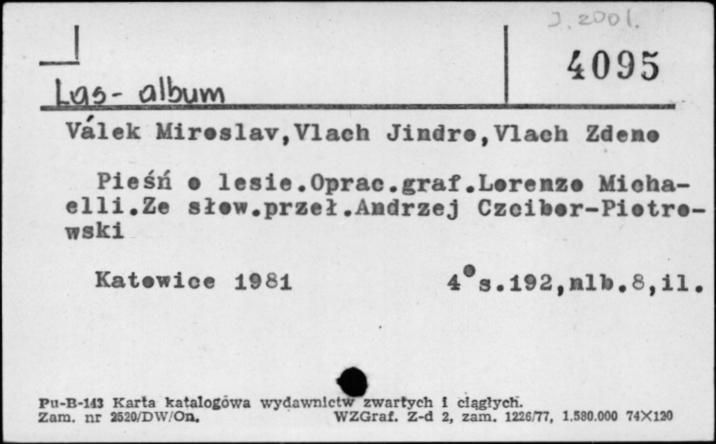 J. 2001.
4095
Las - album
Válek Miroslav,Vlach Jindro,Vlach Zdeno
Pieśń o lesie.Oprac.graf.Lorenzo Micha-
elli.Ze słow.przeł.Andrzej Czcibor-Piotro-
wski
Katowice 1981 4° s.192,nlb.8,il.
Pu-B-143 Karta katalogowa wydawnictw zwartych i ciągłych.
Zam. nr 2520/DW/On. WZGraf. Z-d 2, zam. 1226/77, 1.580.000 74X120